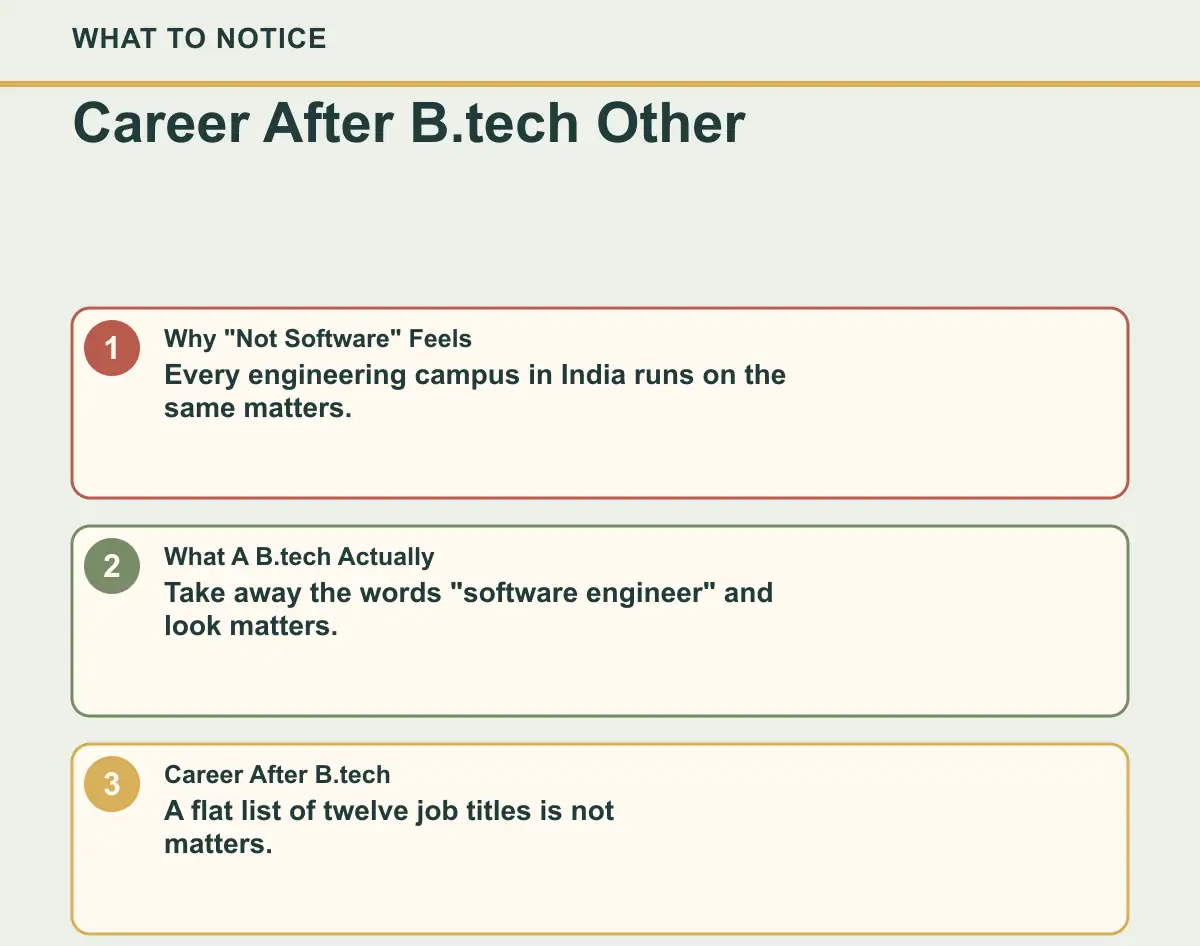 WHAT TO NOTICE
Career After B.tech Other
1
Why "Not Software" Feels
Every engineering campus in India runs on the
same matters.
2
What A B.tech Actually
Take away the words "software engineer" and
look matters.
3
Career After B.tech
A flat list of twelve job titles is not
matters.